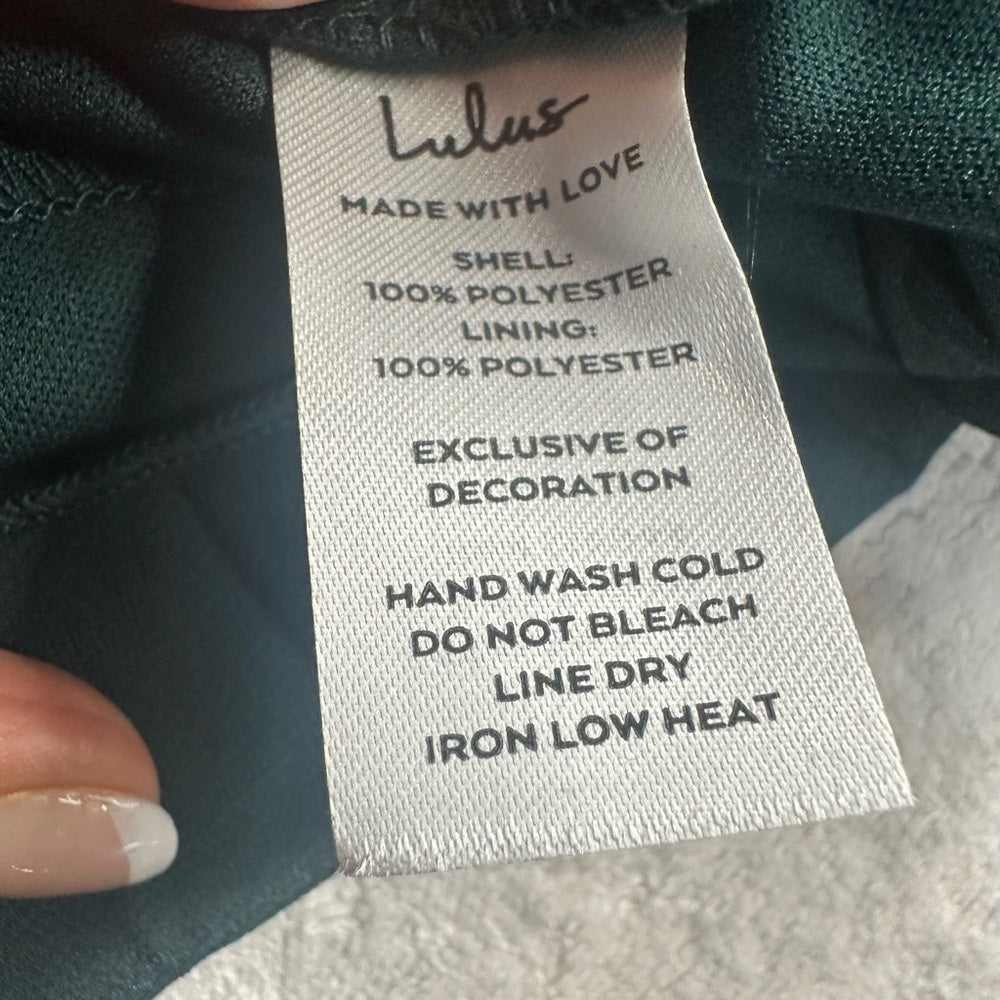 Lulus
MADE WITH LOVE
SHELL:
100% POLYESTER
LINING:
100% POLYESTER
EXCLUSIVE OF
DECORATION
HAND WASH COLD
DO NOT BLEACH
LINE DRY
IRON LOW HEAT